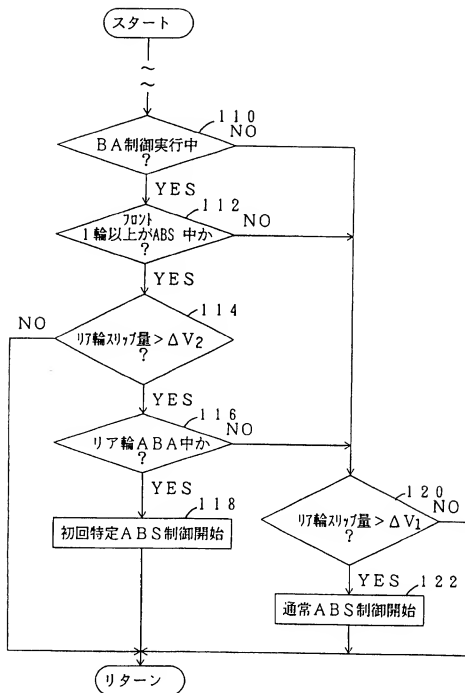 スタート
110
BA制御実行中
?
NO
YES
112
フロント
1輪以上がABS中か
?
NO
YES
114
NO
リア輪スリップ量>ΔV2
?
YES
116
リア輪ABA中か
?
NO
YES
118
初回特定ABS制御開始
120
リア輪スリップ量>ΔV1
?
NO
YES
122
通常ABS制御開始
リターン